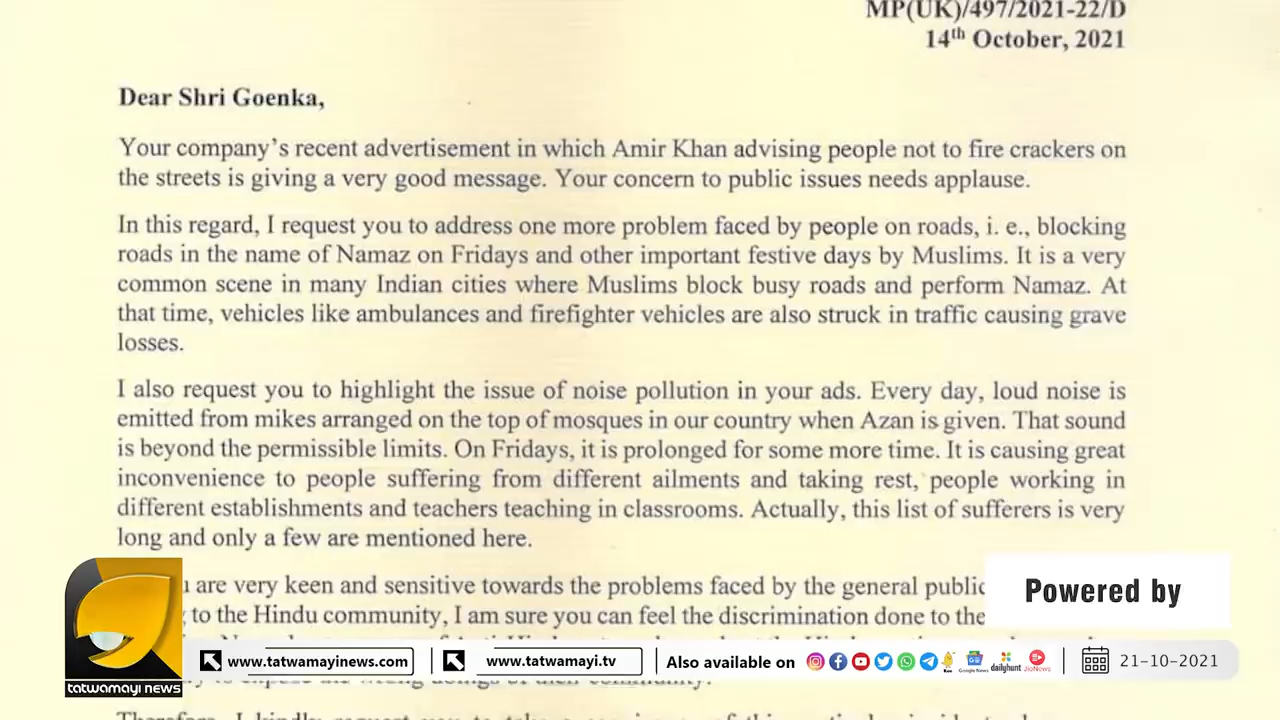 MP(UK)/497/2021-22/D
14th October, 2021
Dear Shri Goenka,
Your company's recent advertisement in which Amir Khan advising people not to fire crackers on
the streets is giving a very good message. Your concern to public issues needs applause.
In this regard, I request you to address one more problem faced by people on roads, i. e., blocking
roads in the name of Namaz on Fridays and other important festive days by Muslims. It is a very
common scene in many Indian cities where Muslims block busy roads and perform Namaz. At
that time, vehicles like ambulances and firefighter vehicles are also struck in traffic causing grave
losses.
I also request you to highlight the issue of noise pollution in your ads. Every day, loud noise is
emitted from mikes arranged on the top of mosques in our country when Azan is given. That sound
is beyond the permissible limits. On Fridays, it is prolonged for some more time. It is causing great
inconvenience to people suffering from different ailments and taking rest, people working in
different establishments and teachers teaching in classrooms. Actually, this list of sufferers is very
long and only a few are mentioned here.
are very keen and sensitive towards the problems faced by the general public
to the Hindu community, I am sure you can feel the discrimination done to the
Powered by
tatwamayi news
www.tatwamayinews.com
www.tatwamayi.tv
Also available on
Koo
Google News
dailyhunt
JioNews
21-10-2021